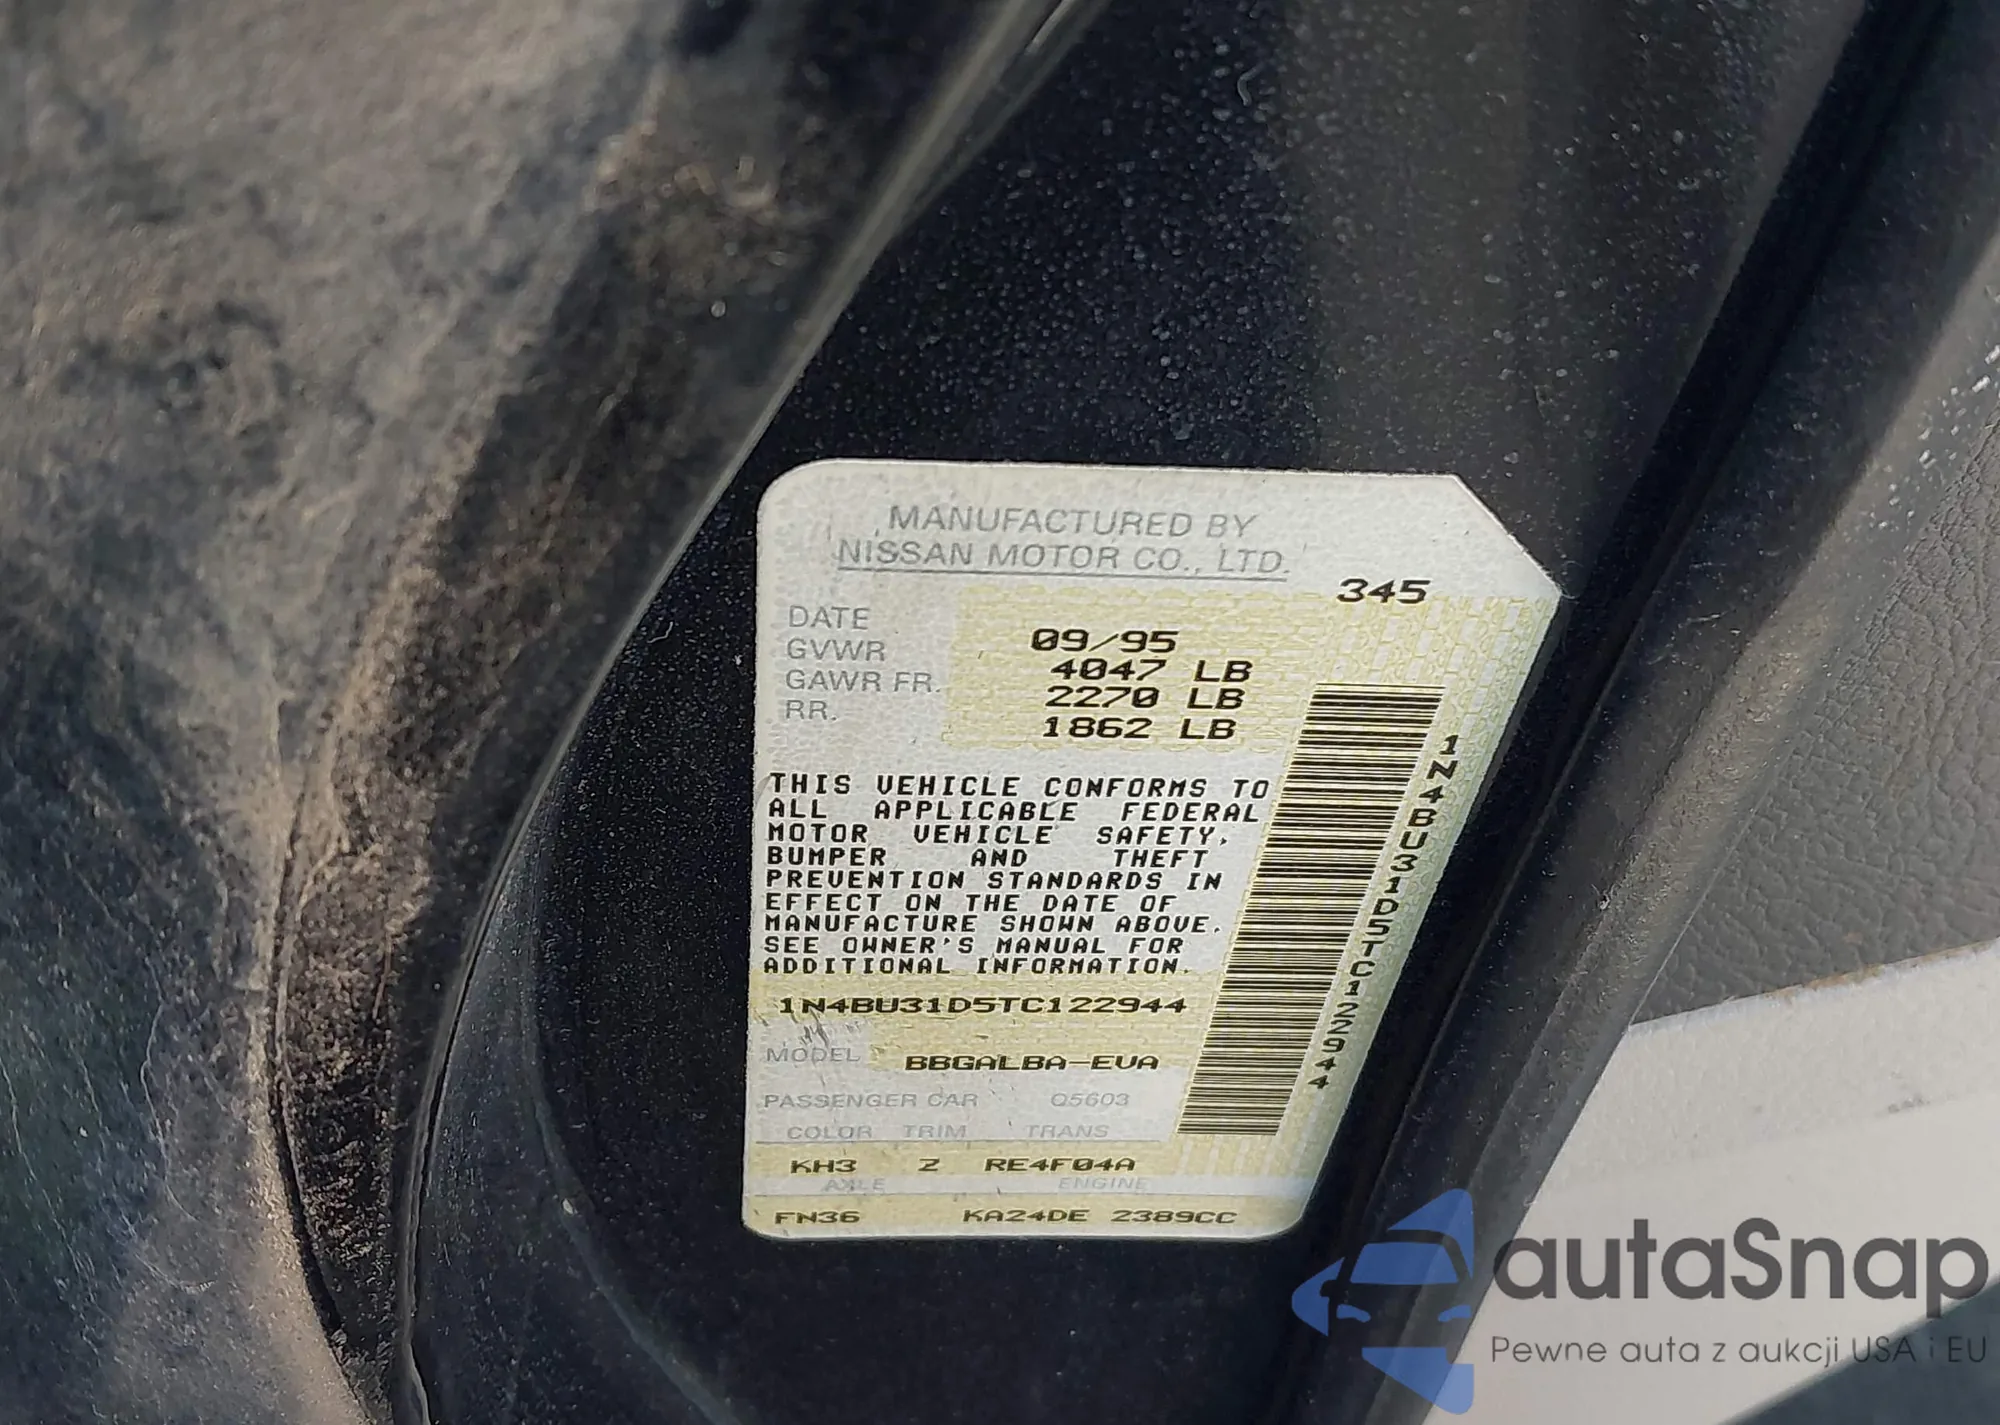 MANUFACTURED BY
NISSAN MOTOR CO., LTD.
345
DATE 09/95
GVWR 4047 LB
GAWR FR. 2270 LB
RR. 1862 LB
THIS VEHICLE CONFORMS TO
ALL APPLICABLE FEDERAL
MOTOR VEHICLE SAFETY,
BUMPER AND THEFT
PREVENTION STANDARDS IN
EFFECT ON THE DATE OF
MANUFACTURE SHOWN ABOVE.
SEE OWNER'S MANUAL FOR
ADDITIONAL INFORMATION.
1N4BU31D5TC122944
1N4BU31D5TC122944
MODEL BBGALBA-EVA
PASSENGER CAR Q5603
COLOR TRIM TRANS
KH3 Z RE4F04A
AXLE ENGINE
FN36 KA24DE 2389CC
autaSnap
Pewne auta z aukcji USA i EU